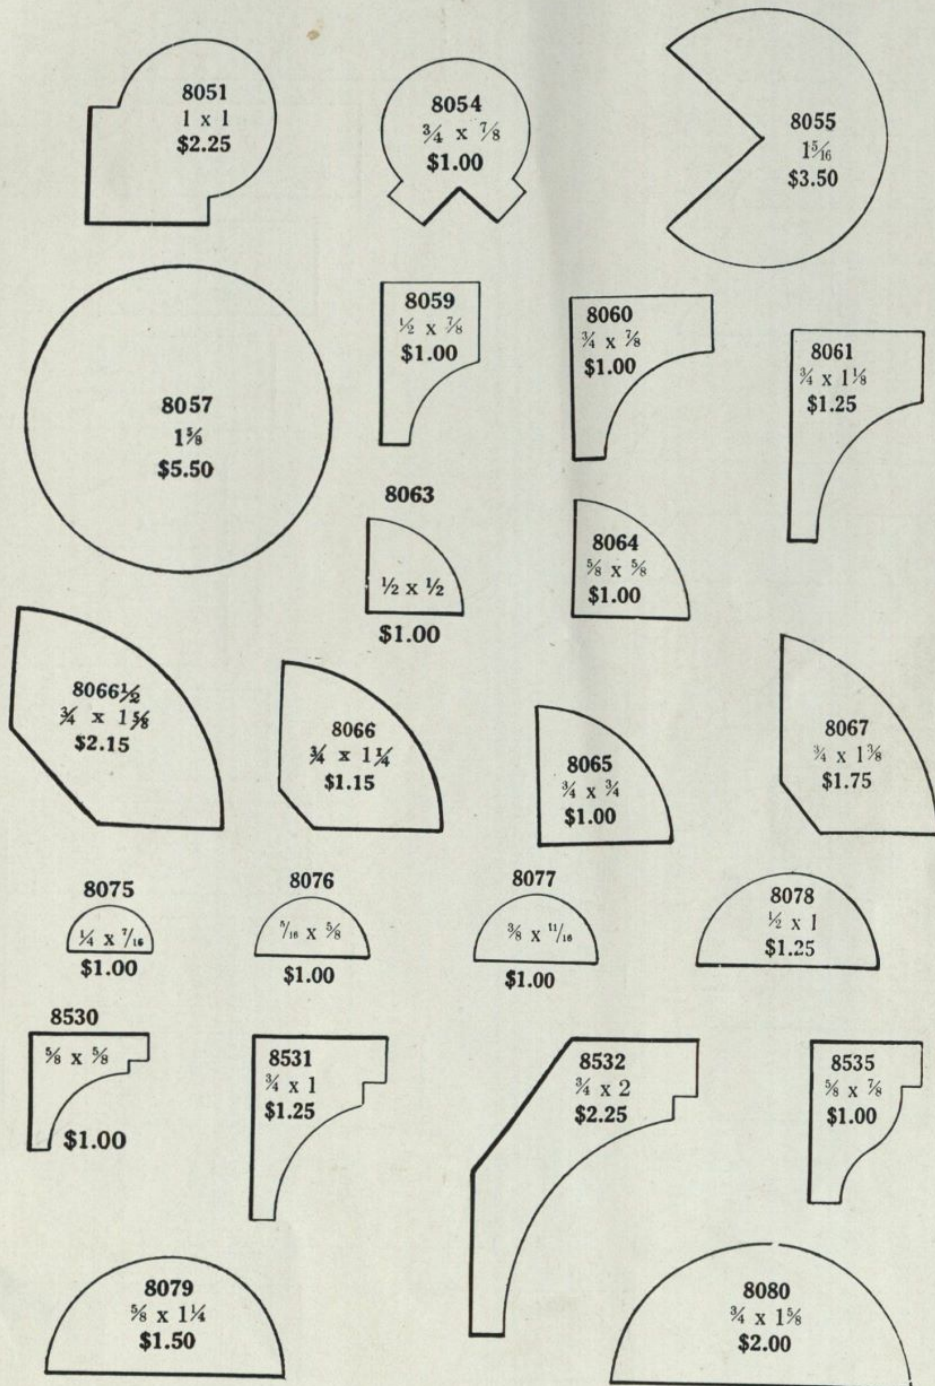 8051
1 x 1
$2.25
8054
¾ x ⅞
$1.00
8055
1 5/16
$3.50
8057
1⅝
$5.50
8059
½ x ⅞
$1.00
8060
¾ x ⅞
$1.00
8061
¾ x 1⅛
$1.25
8063
½ x ½
$1.00
8064
⅝ x ⅝
$1.00
8066½
¾ x 1⅝
$2.15
8066
¾ x 1¼
$1.15
8065
¾ x ¾
$1.00
8067
¾ x 1⅜
$1.75
8075
¼ x 7/16
$1.00
8076
5/16 x ⅝
$1.00
8077
⅜ x 11/16
$1.00
8078
½ x 1
$1.25
8530
⅝ x ⅝
$1.00
8531
¾ x 1
$1.25
8532
¾ x 2
$2.25
8535
⅝ x ⅞
$1.00
8079
⅝ x 1¼
$1.50
8080
¾ x 1⅝
$2.00